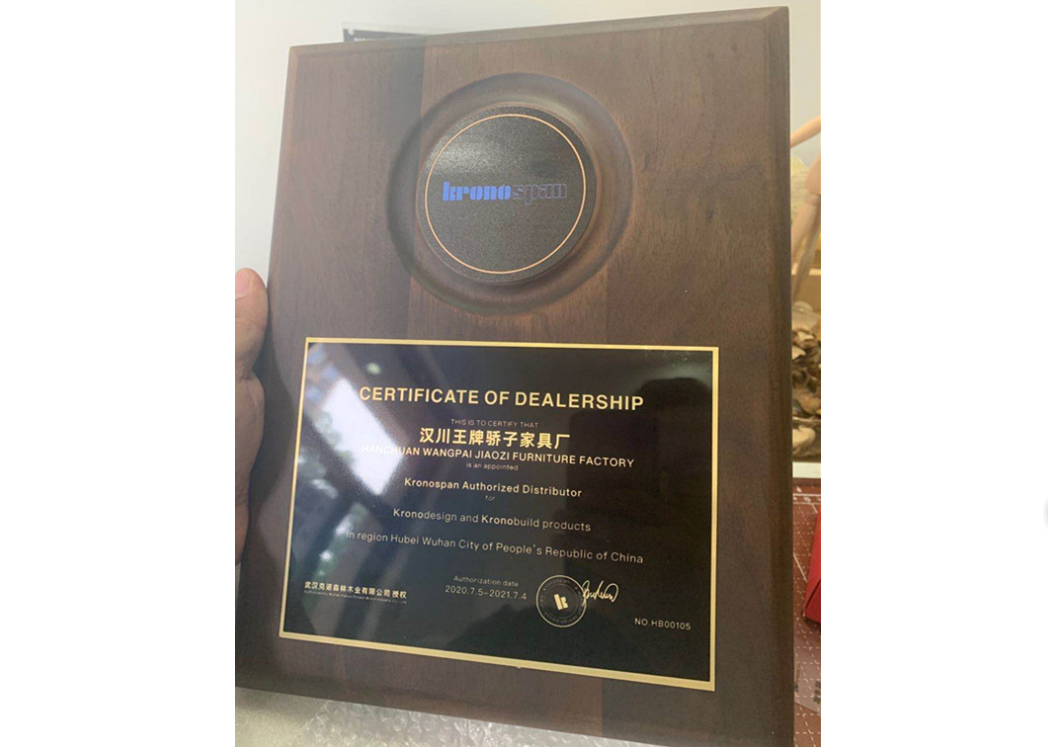 kronospan
CERTIFICATE OF DEALERSHIP
THIS IS TO CERTIFY THAT
汉川王牌骄子家具厂
HANCHUAN WANGPAI JIAOZI FURNITURE FACTORY
is an appointed
Kronospan Authorized Distributor
for
Kronodesign and Kronobuild products
In region Hubei Wuhan City of People's Republic of China
Authorization date
2020.7.5-2021.7.4
武汉克诺森林木业有限公司 授权
NO.HB00105